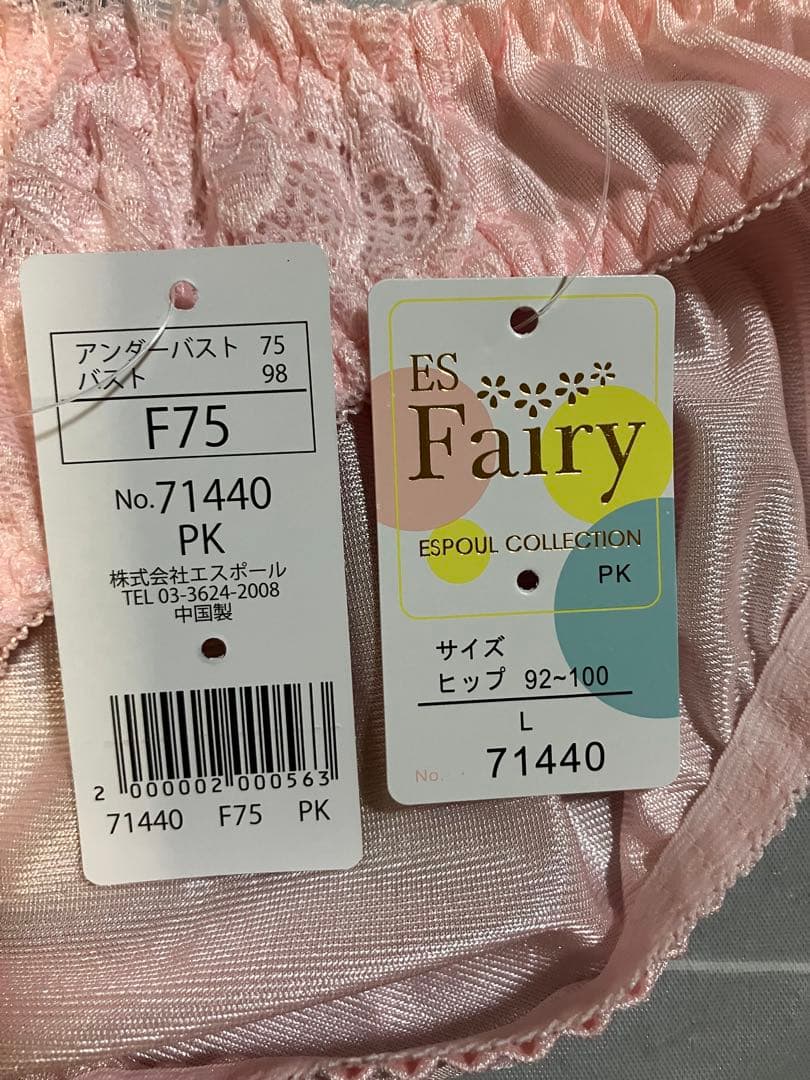 アンダーバスト 75
バスト 98
F75
No.71440
PK
株式会社エスポール
TEL 03-3624-2008
中国製
2 000002 000563
71440 F75 PK
ES
Fairy
ESPOUL COLLECTION
PK
サイズ
ヒップ 92~100
L
No. 71440